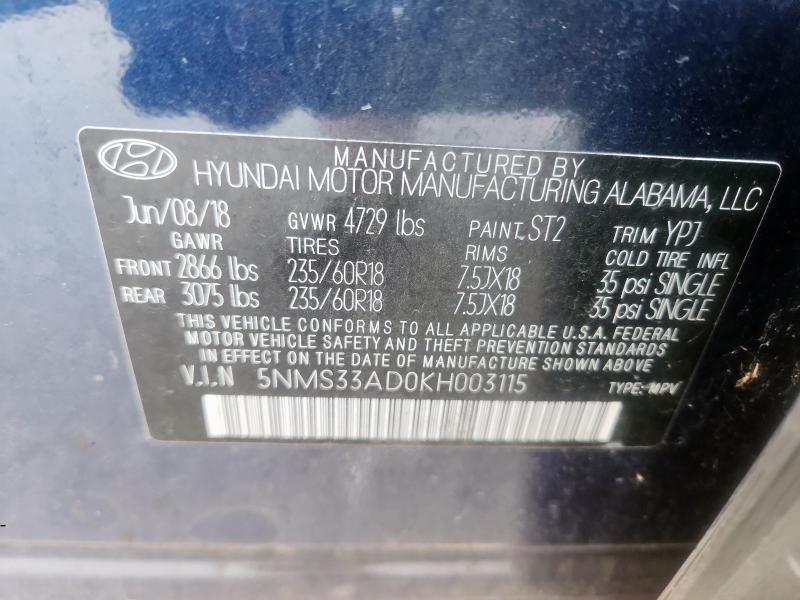 MANUFACTURED BY
HYUNDAI MOTOR MANUFACTURING ALABAMA, LLC
Jun/08/18 GVWR 4729 lbs PAINT ST2 TRIM YPJ
GAWR TIRES RIMS COLD TIRE INFL
FRONT 2866 lbs 235/60R18 7.5JX18 35 psi SINGLE
REAR 3075 lbs 235/60R18 7.5JX18 35 psi SINGLE
THIS VEHICLE CONFORMS TO ALL APPLICABLE U.S.A. FEDERAL
MOTOR VEHICLE SAFETY AND THEFT PREVENTION STANDARDS
IN EFFECT ON THE DATE OF MANUFACTURE SHOWN ABOVE
V.I.N 5NMS33AD0KH003115 TYPE: MPV